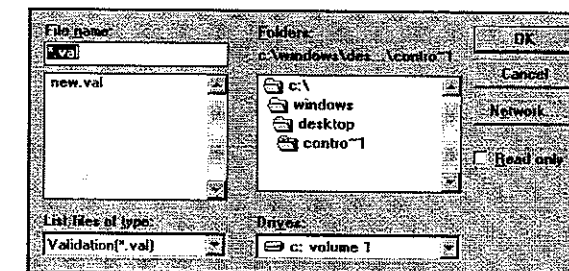 File name:
*.val
new.val
List files of type:
Validation(*.val)
Folders:
c:\windows\des...\contro~1
c:\
windows
desktop
contro~1
Drives:
c: volume 1
OK
Cancel
Network...
Read only